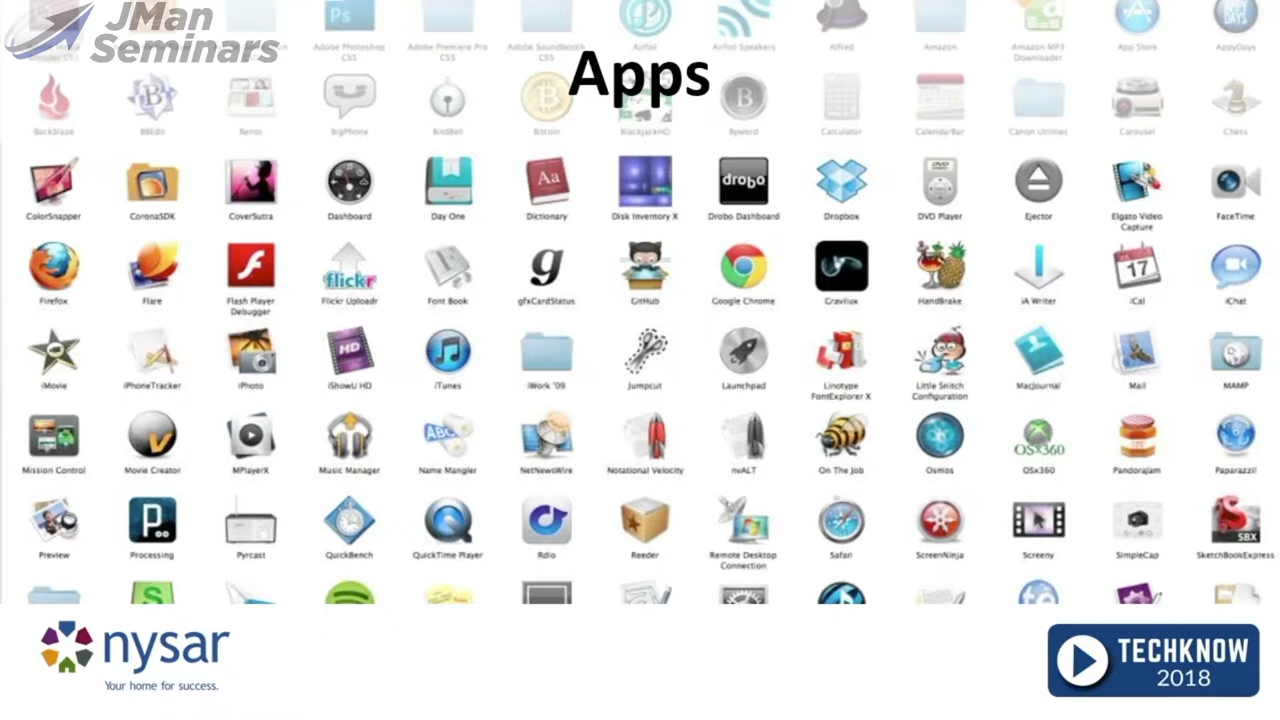 JMan
Seminars
Ps
Adobe Photoshop
CS5
Adobe Premiere Pro
CS5
Adobe Soundbooth
CS5
Airfoil
Airfoil Speakers
Alfred
Amazon
Amazon MP3
Downloader
App Store
AppyDays
Apps
Backblaze
BBEdit
Bento
BigPhone
BirdBell
Bitcoin
BlackjackHD
Byword
Calculator
CalendarBar
Canon Utilities
Carousel
Chess
ColorSnapper
CoronaSDK
CoverSutra
Dashboard
Day One
Dictionary
Disk Inventory X
Drobo Dashboard
Dropbox
DVD Player
Ejector
Elgato Video
Capture
FaceTime
Firefox
Flare
Flash Player
Debugger
Flickr Uploadr
Font Book
gfxCardStatus
GitHub
Google Chrome
Gravilux
HandBrake
iA Writer
iCal
iChat
iMovie
iPhoneTracker
iPhoto
iShowU HD
iTunes
iWork '09
Jumpcut
Launchpad
Linotype
FontExplorer X
Little Snitch
Configuration
MacJournal
Mail
MAMP
Mission Control
Movie Creator
MPlayerX
Music Manager
Name Mangler
NetNewsWire
Notational Velocity
nvALT
On The Job
Osmos
OSx360
PandoraJam
Paparazzi!
Preview
Processing
Pyrcast
QuickBench
QuickTime Player
Rdio
Reeder
Remote Desktop
Connection
Safari
ScreenNinja
Screeny
SimpleCap
SketchBookExpress
nysar
Your home for success.
TECHKNOW
2018